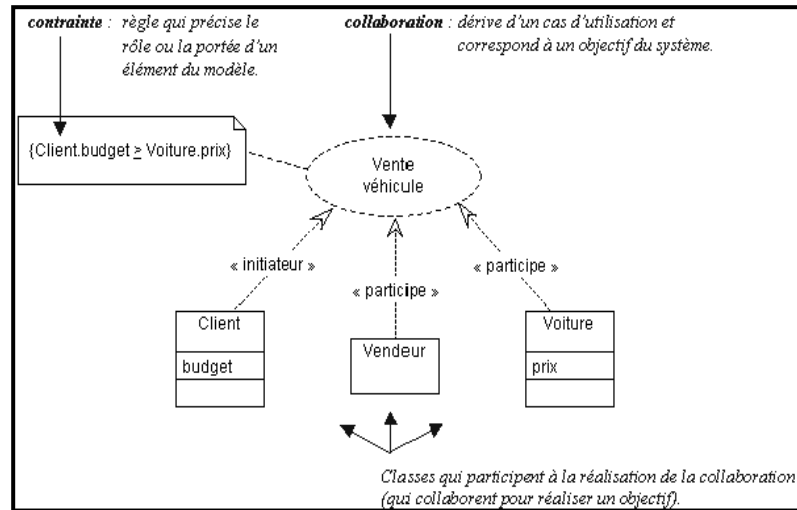 contrainte : règle qui précise le
rôle ou la portée d'un
élément du modèle.
collaboration : dérive d'un cas d'utilisation et
correspond à un objectif du système.
{Client.budget ≥ Voiture.prix}
Vente
véhicule
« initiateur »
« participe »
« participe »
Client
budget
Vendeur
Voiture
prix
Classes qui participent à la réalisation de la collaboration
(qui collaborent pour réaliser un objectif).